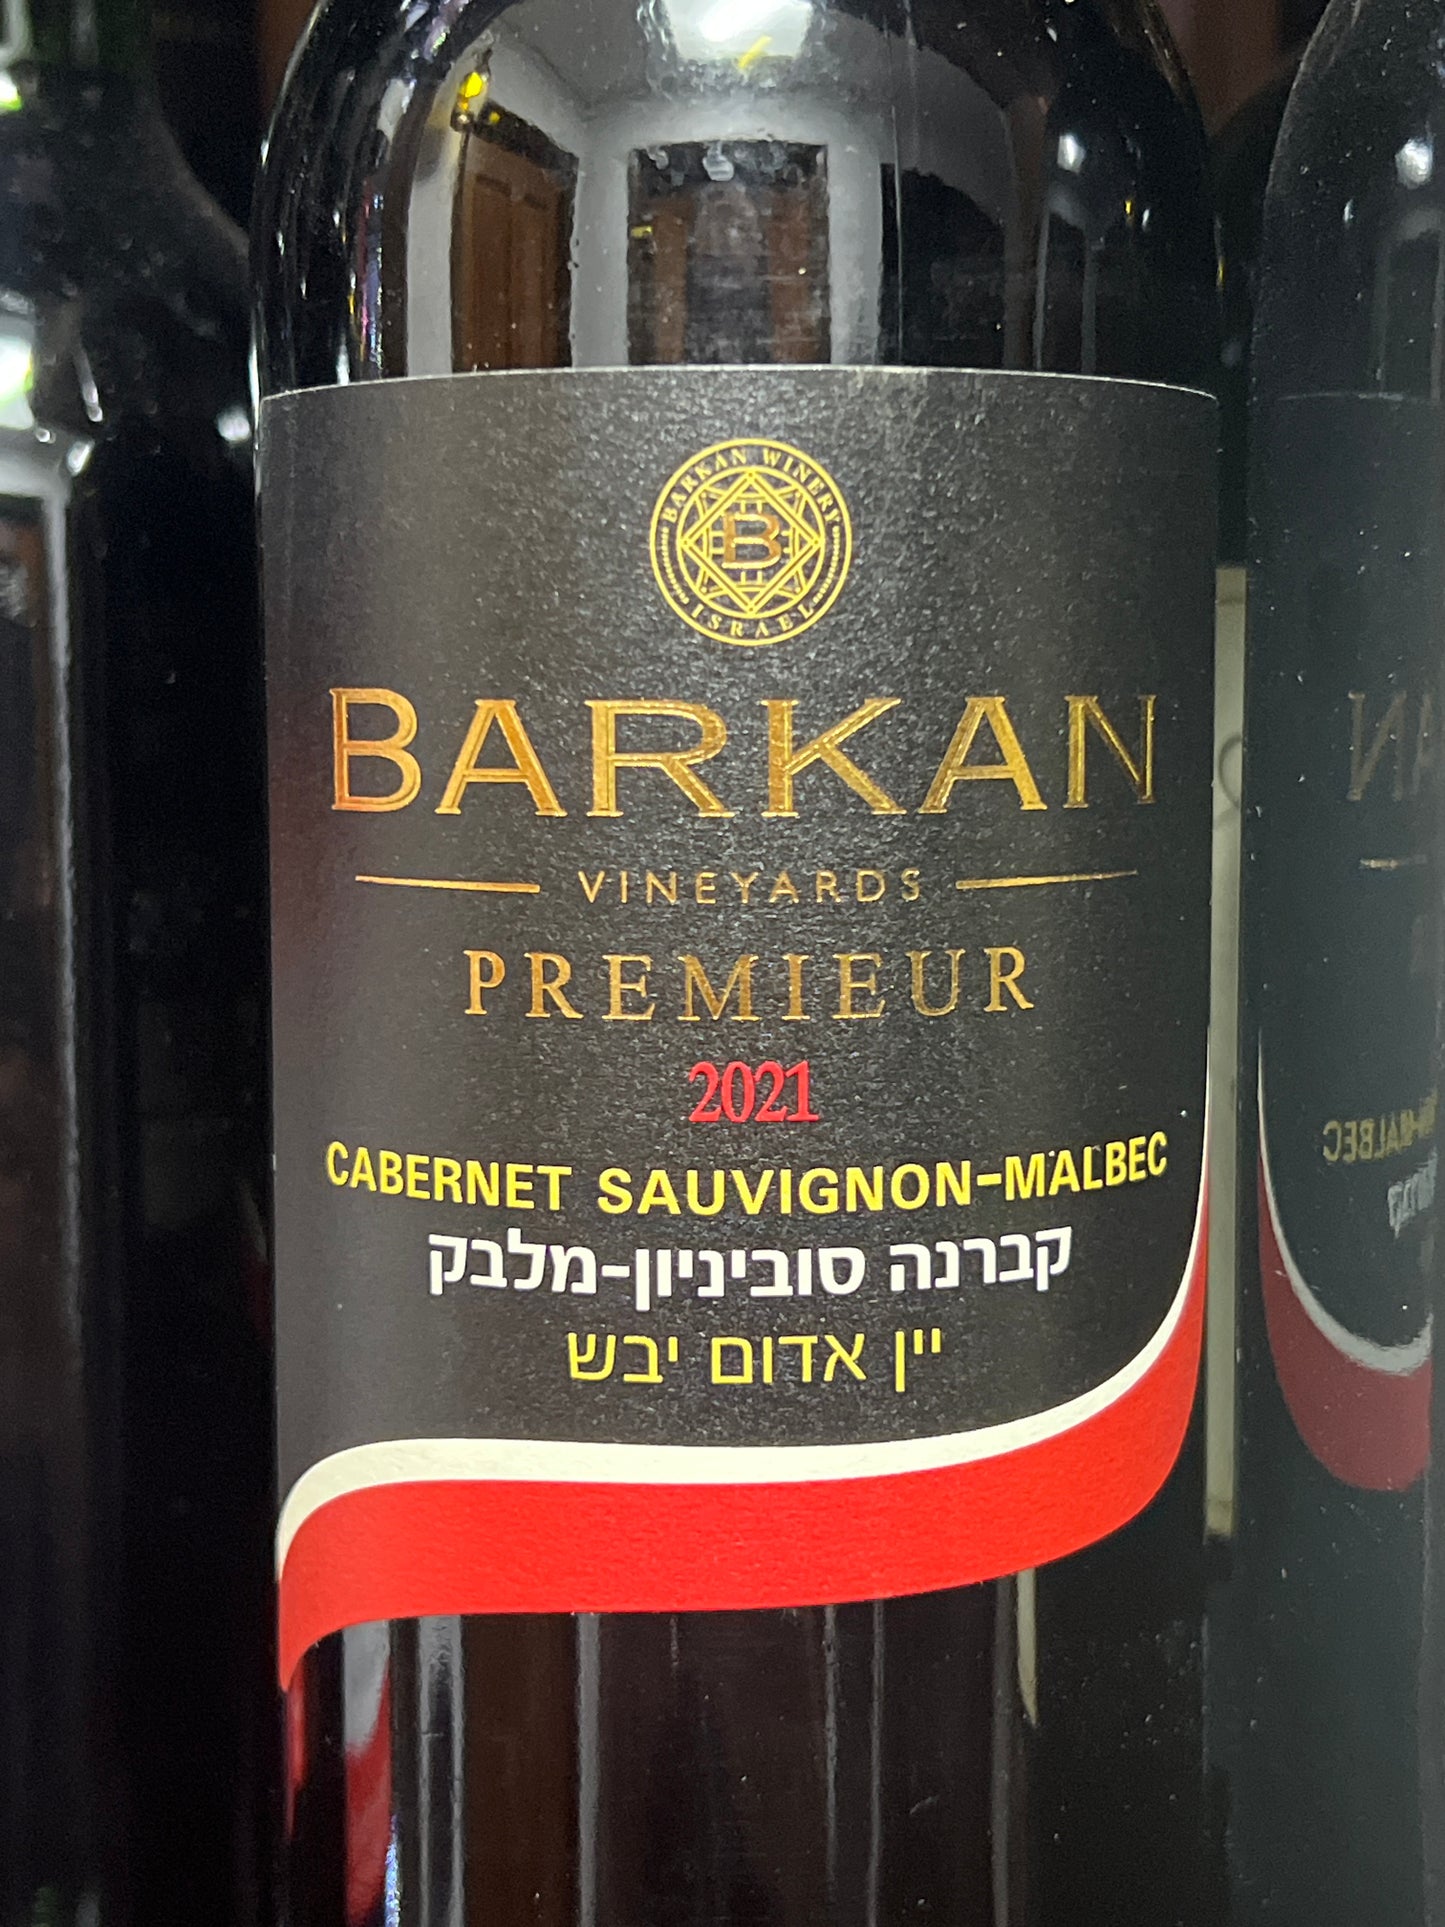 BARKAN WINERY
ISRAEL
B
BARKAN
VINEYARDS
PREMIEUR
2021
CABERNET SAUVIGNON-MALBEC
קברנה סוביניון-מלבק
יין אדום יבש